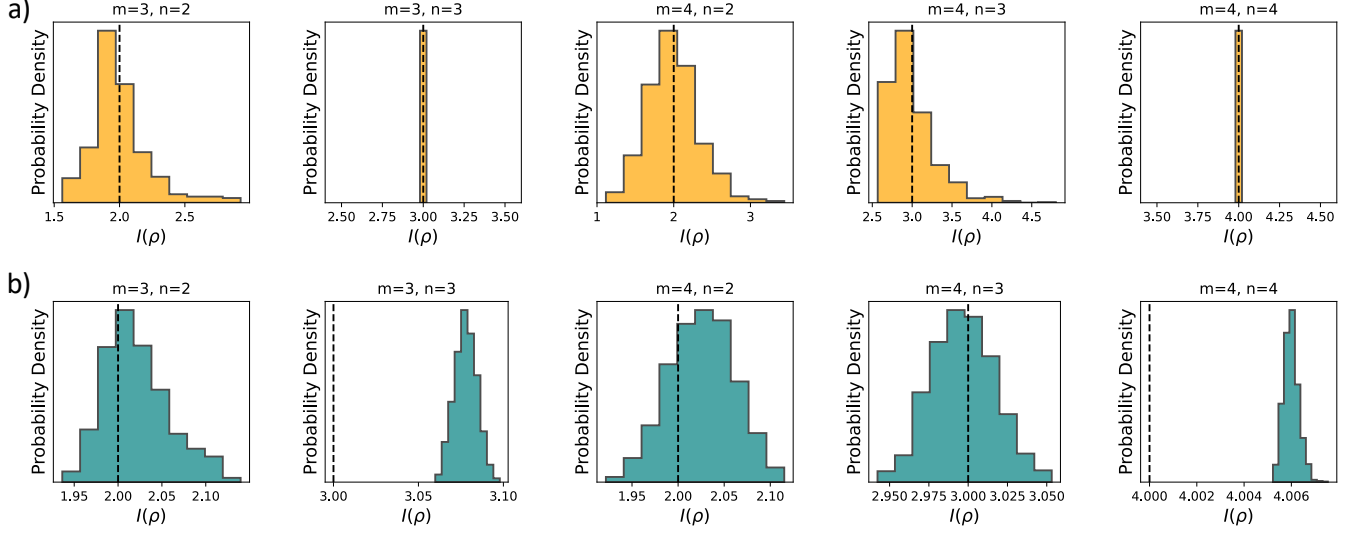 a)
m=3, n=2
m=3, n=3
m=4, n=2
m=4, n=3
m=4, n=4
Probability Density
Probability Density
Probability Density
Probability Density
Probability Density
1.5 2.0 2.5
2.50 2.75 3.00 3.25 3.50
1 2 3
2.5 3.0 3.5 4.0 4.5
3.50 3.75 4.00 4.25 4.50
I(ρ)
I(ρ)
I(ρ)
I(ρ)
I(ρ)
b)
m=3, n=2
m=3, n=3
m=4, n=2
m=4, n=3
m=4, n=4
Probability Density
Probability Density
Probability Density
Probability Density
Probability Density
1.95 2.00 2.05 2.10
3.00 3.05 3.10
1.95 2.00 2.05 2.10
2.950 2.975 3.000 3.025 3.050
4.000 4.002 4.004 4.006
I(ρ)
I(ρ)
I(ρ)
I(ρ)
I(ρ)